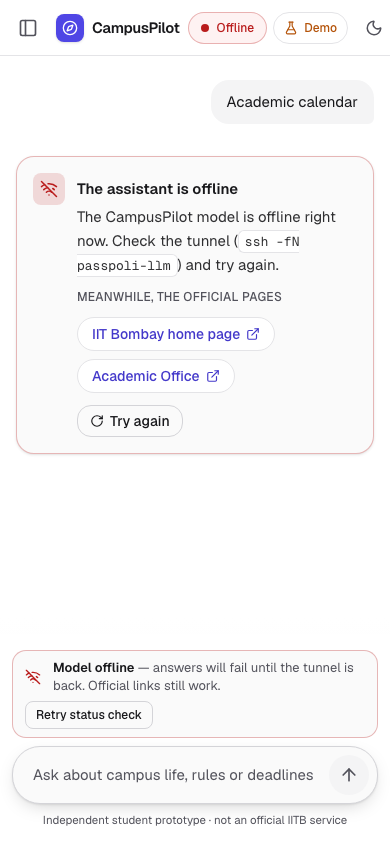 CampusPilot
Offline
Demo
Academic calendar
The assistant is offline
The CampusPilot model is offline right
now. Check the tunnel (ssh -fN
passpoli-llm) and try again.
MEANWHILE, THE OFFICIAL PAGES
IIT Bombay home page
Academic Office
Try again
Model offline — answers will fail until the tunnel is
back. Official links still work.
Retry status check
Ask about campus life, rules or deadlines
Independent student prototype · not an official IITB service